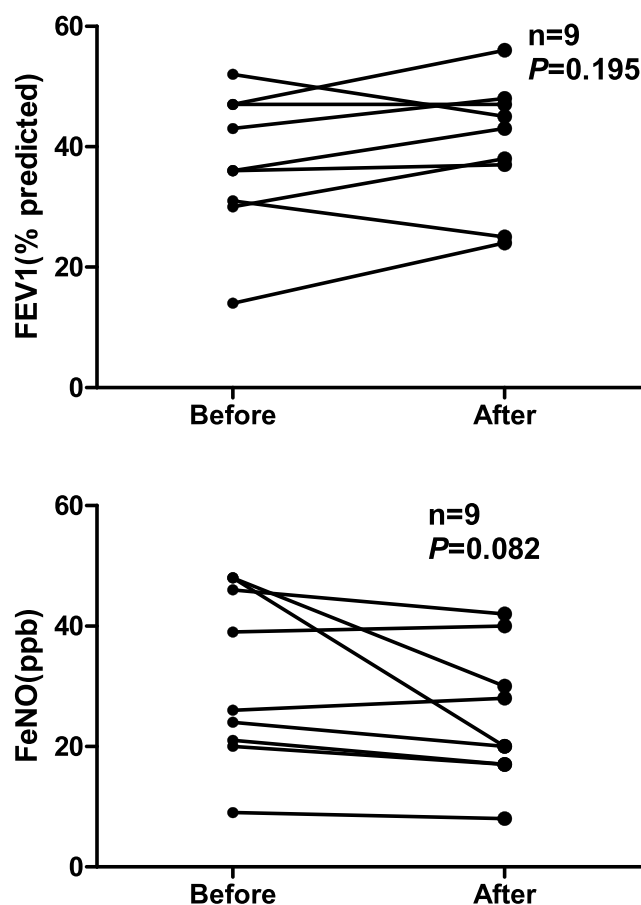 60
40
20
0
FEV1(% predicted)
n=9
P=0.195
Before After
60
40
20
0
FeNO(ppb)
n=9
P=0.082
Before After